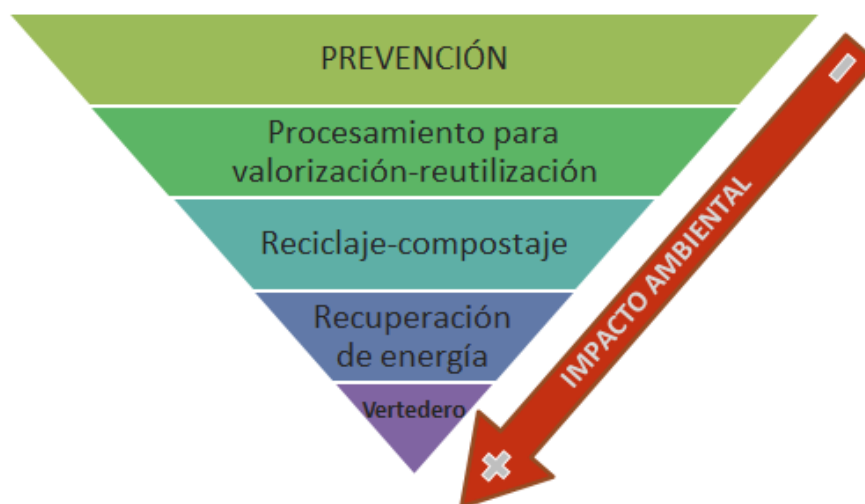 PREVENCIÓN
Procesamiento para
valorización-reutilización
Reciclaje-compostaje
Recuperación
de energía
Vertedero
IMPACTO AMBIENTAL